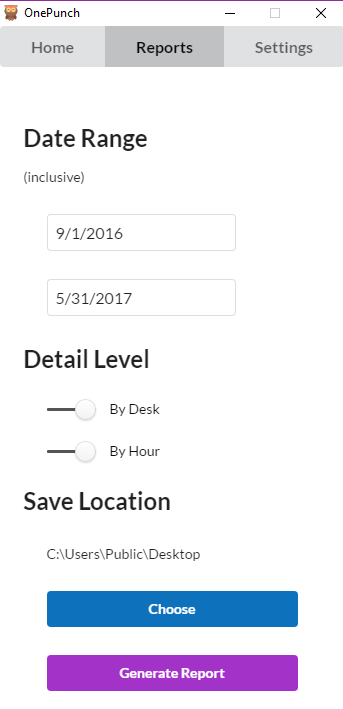 OnePunch
Home Reports Settings
Date Range
(inclusive)
9/1/2016
5/31/2017
Detail Level
By Desk
By Hour
Save Location
C:\Users\Public\Desktop
Choose
Generate Report